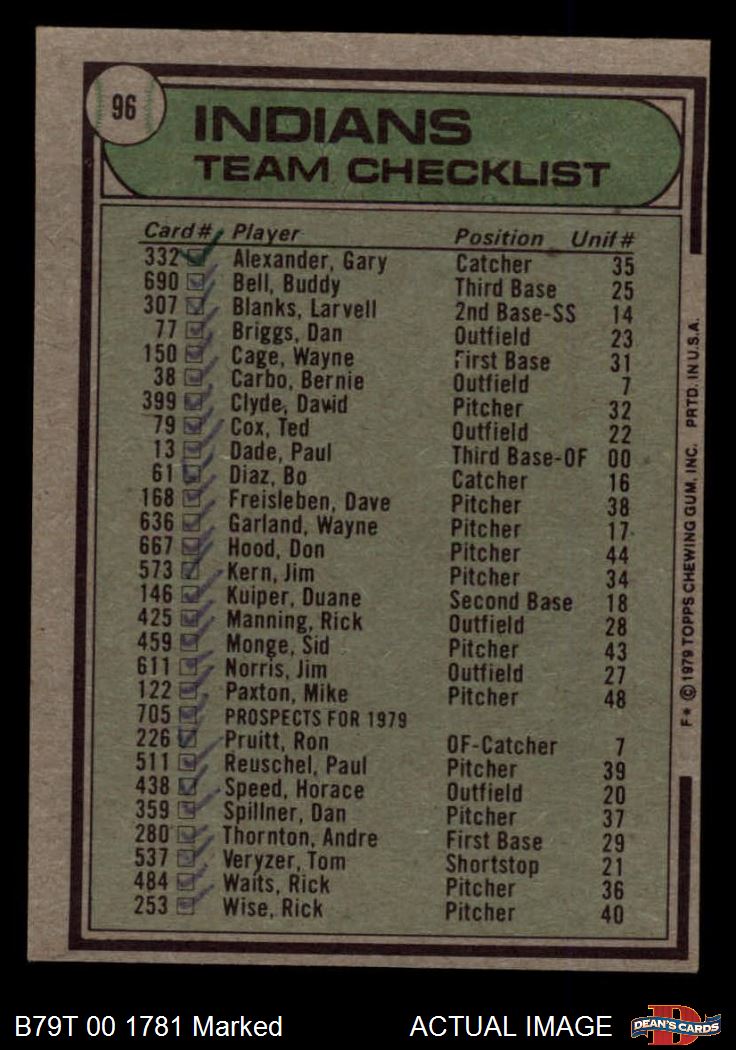 96
INDIANS
TEAM CHECKLIST
Card# Player Position Unif#
332 Alexander, Gary Catcher 35
690 Bell, Buddy Third Base 25
307 Blanks, Larvell 2nd Base-SS 14
77 Briggs, Dan Outfield 23
150 Cage, Wayne First Base 31
38 Carbo, Bernie Outfield 7
399 Clyde, David Pitcher 32
79 Cox, Ted Outfield 22
13 Dade, Paul Third Base-OF 00
61 Diaz, Bo Catcher 16
168 Freisleben, Dave Pitcher 38
636 Garland, Wayne Pitcher 17
667 Hood, Don Pitcher 44
573 Kern, Jim Pitcher 34
146 Kuiper, Duane Second Base 18
425 Manning, Rick Outfield 28
459 Monge, Sid Pitcher 43
611 Norris, Jim Outfield 27
122 Paxton, Mike Pitcher 48
705 PROSPECTS FOR 1979
226 Pruitt, Ron OF-Catcher 7
511 Reuschel, Paul Pitcher 39
438 Speed, Horace Outfield 20
359 Spillner, Dan Pitcher 37
280 Thornton, Andre First Base 29
537 Veryzer, Tom Shortstop 21
484 Waits, Rick Pitcher 36
253 Wise, Rick Pitcher 40
F* © 1979 TOPPS CHEWING GUM, INC. PRTD. IN U.S.A.
B79T 00 1781 Marked ACTUAL IMAGE
D
DEAN'S CARDS